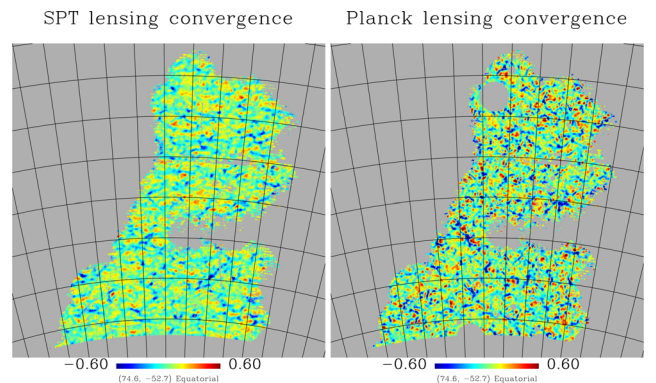 SPT lensing convergence
Planck lensing convergence
−0.60 0.60
(74.6, −52.7) Equatorial
−0.60 0.60
(74.6, −52.7) Equatorial